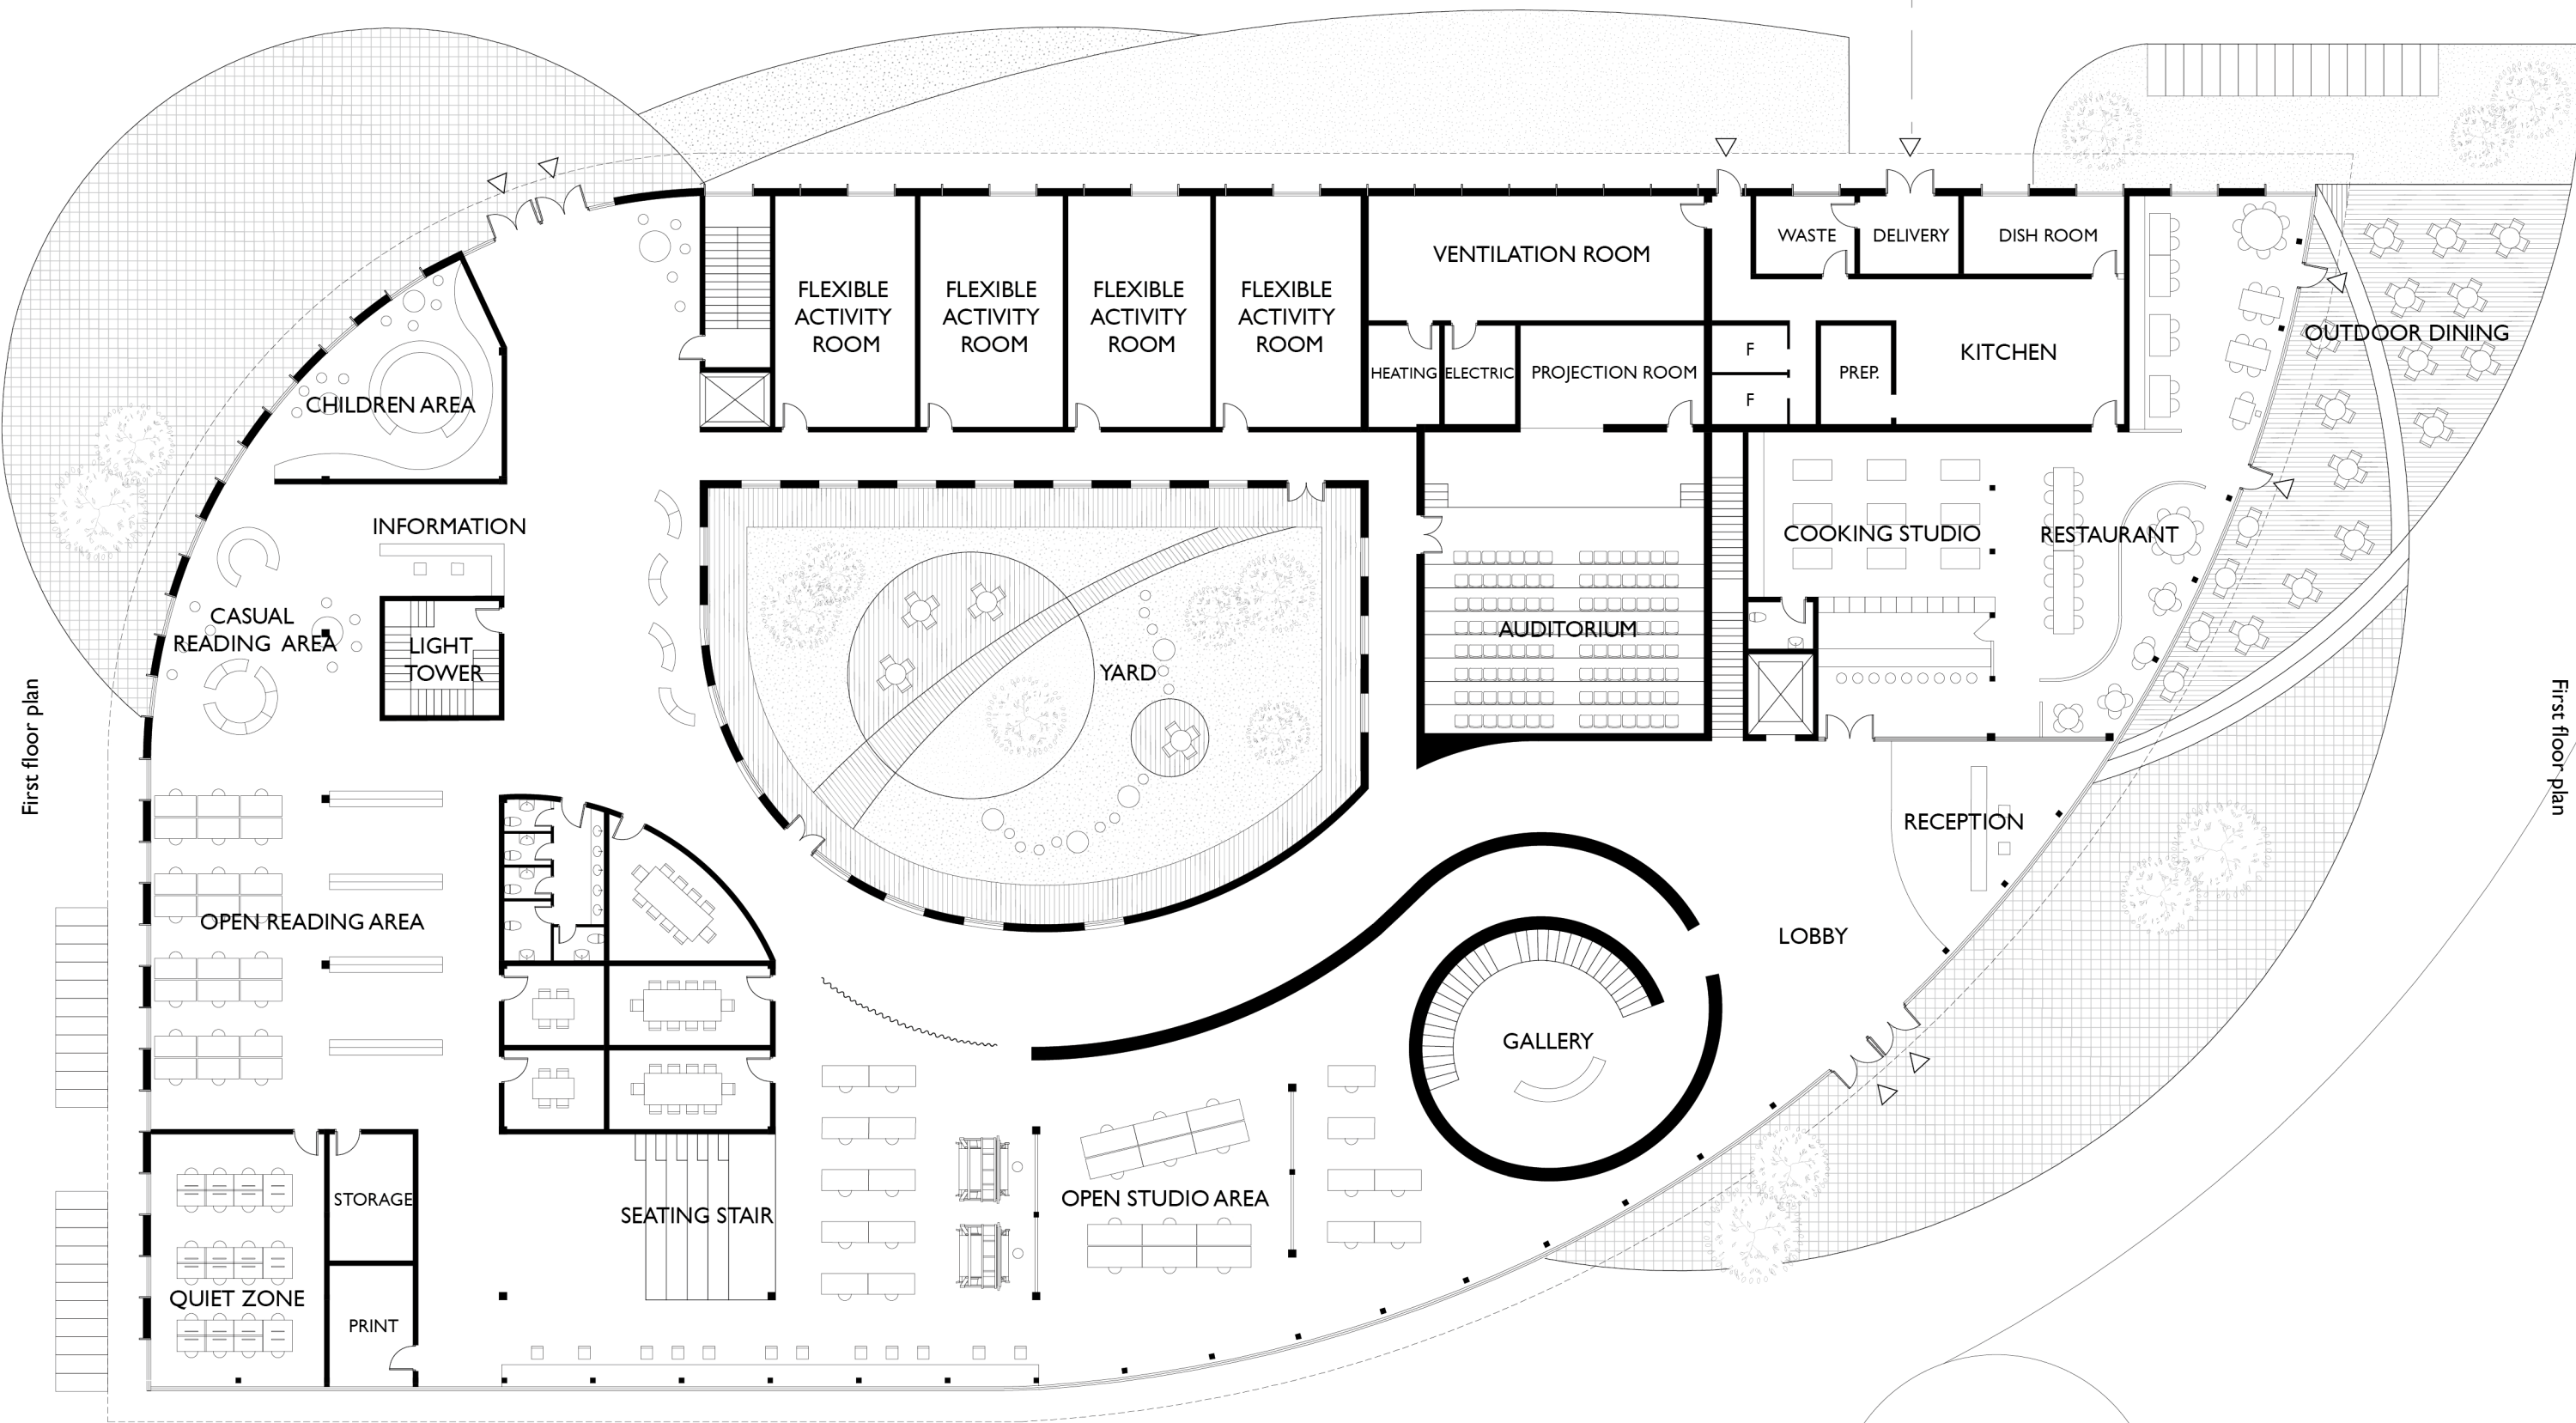 WASTE
DELIVERY
DISH ROOM
VENTILATION ROOM
FLEXIBLE
ACTIVITY
ROOM
FLEXIBLE
ACTIVITY
ROOM
FLEXIBLE
ACTIVITY
ROOM
FLEXIBLE
ACTIVITY
ROOM
OUTDOOR DINING
F
KITCHEN
HEATING
ELECTRIC
PROJECTION ROOM
PREP.
F
CHILDREN AREA
INFORMATION
COOKING STUDIO
RESTAURANT
CASUAL
READING AREA
AUDITORIUM
LIGHT
TOWER
YARD
First floor plan
First floor plan
RECEPTION
OPEN READING AREA
LOBBY
GALLERY
STORAGE
OPEN STUDIO AREA
SEATING STAIR
QUIET ZONE
PRINT